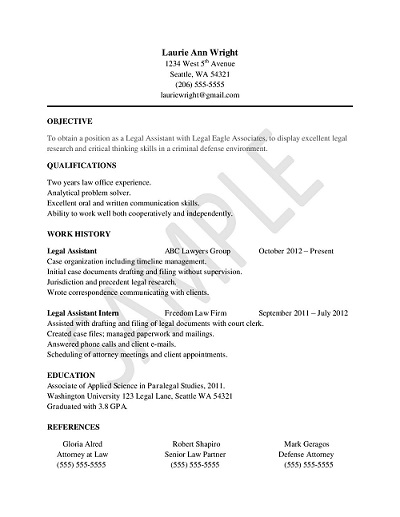 Laurie Ann Wright
1234 West 5th Avenue
Seattle, WA 54321
(206) 555-5555
lauriewright@gmail.com
OBJECTIVE
To obtain a position as a Legal Assistant with Legal Eagle Associates, to display excellent legal
research and critical thinking skills in a criminal defense environment.
QUALIFICATIONS
Two years law office experience.
Analytical problem solver.
Excellent oral and written communication skills.
Ability to work well both cooperatively and independently.
WORK HISTORY
Legal Assistant ABC Lawyers Group October 2012 – Present
Case organization including timeline management.
Initial case documents drafting and filing without supervision.
Jurisdiction and precedent legal research.
Wrote correspondence communicating with clients.
Legal Assistant Intern Freedom Law Firm September 2011 – July 2012
Assisted with drafting and filing of legal documents with court clerk.
Created case files; managed paperwork and mailings.
Answered phone calls and client e-mails.
Scheduling of attorney meetings and client appointments.
EDUCATION
Associate of Applied Science in Paralegal Studies, 2011.
Washington University 123 Legal Lane, Seattle WA 54321
Graduated with 3.8 GPA.
REFERENCES
Gloria Alred Robert Shapiro Mark Geragos
Attorney at Law Senior Law Partner Defense Attorney
(555) 555-5555 (555) 555-5555 (555) 555-5555
SAMPLE